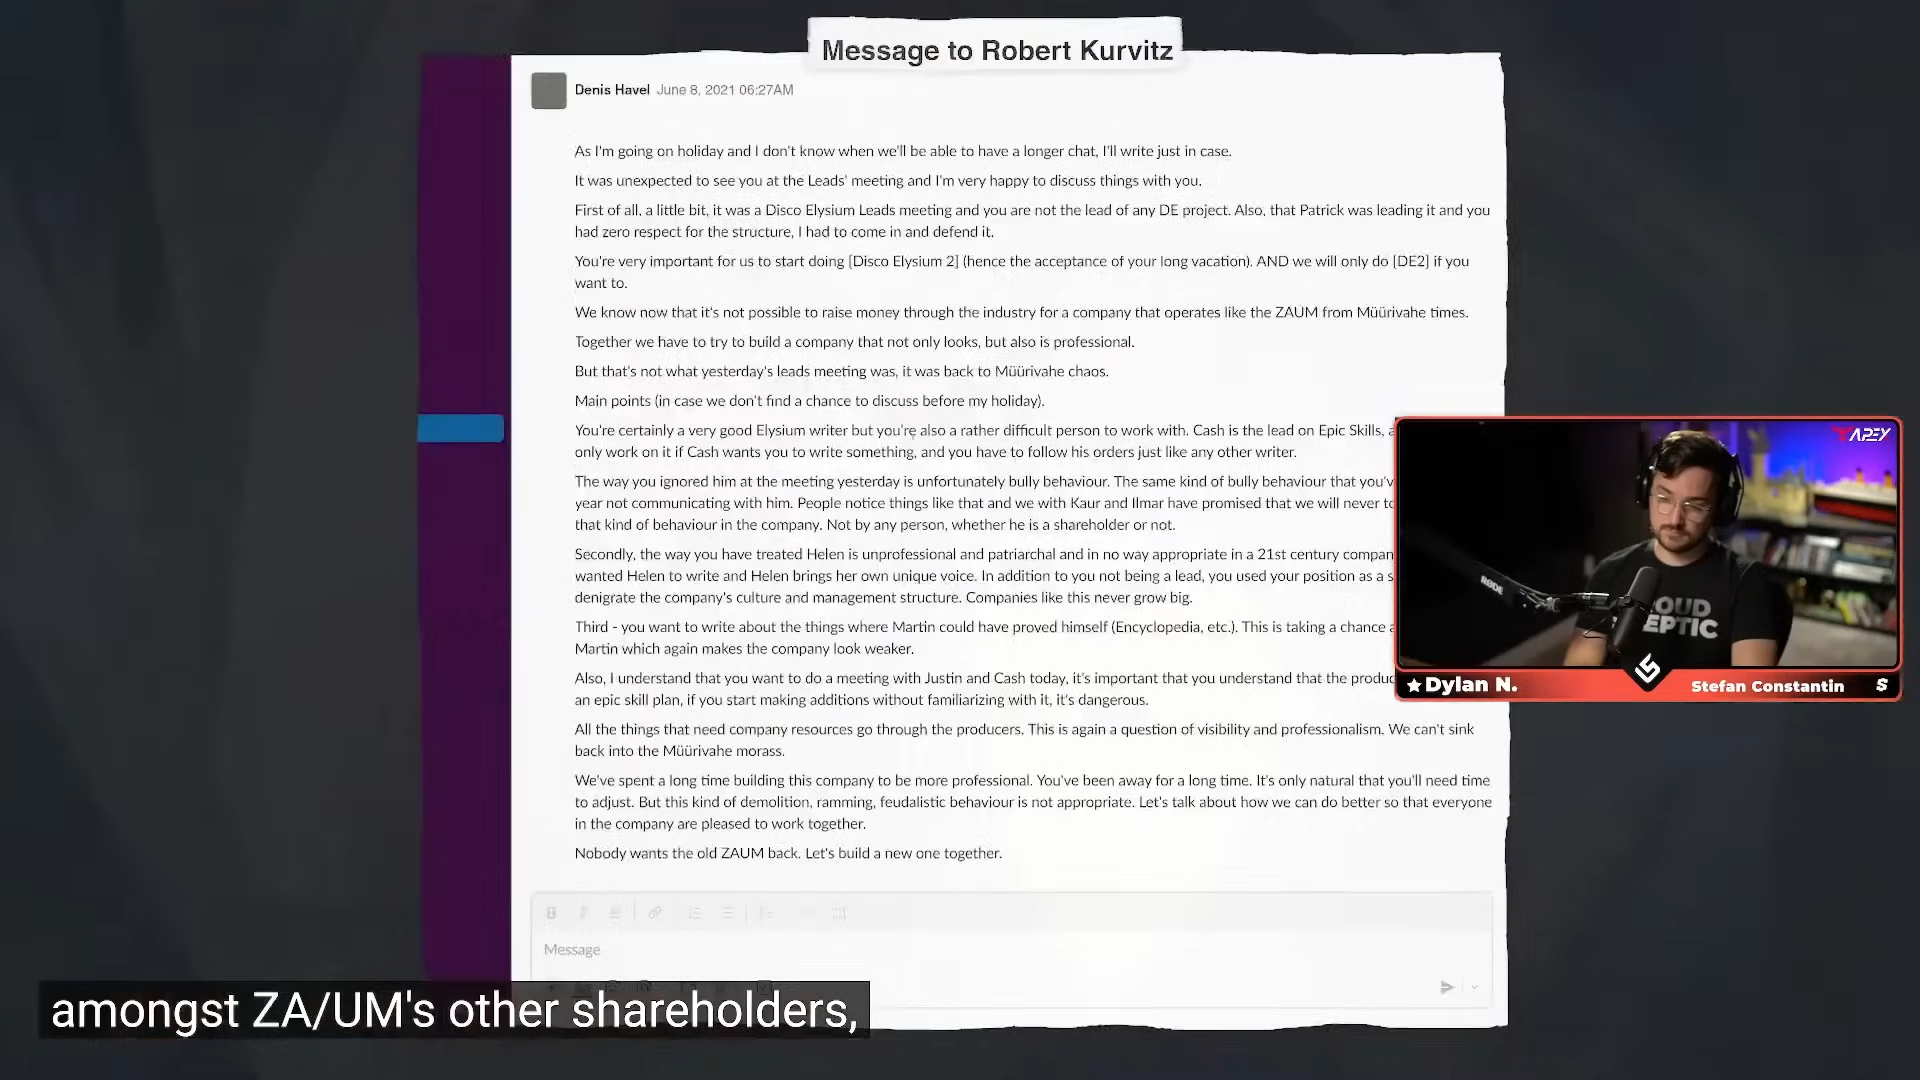 Message to Robert Kurvitz
Denis Havel June 8, 2021 06:27AM
As I'm going on holiday and I don't know when we'll be able to have a longer chat, I'll write just in case.
It was unexpected to see you at the Leads' meeting and I'm very happy to discuss things with you.
First of all, a little bit, it was a Disco Elysium Leads meeting and you are not the lead of any DE project. Also, that Patrick was leading it and you
had zero respect for the structure, I had to come in and defend it.
You're very important for us to start doing [Disco Elysium 2] (hence the acceptance of your long vacation). AND we will only do [DE2] if you
want to.
We know now that it's not possible to raise money through the industry for a company that operates like the ZAUM from Müürivahe times.
Together we have to try to build a company that not only looks, but also is professional.
But that's not what yesterday's leads meeting was, it was back to Müürivahe chaos.
Main points (in case we don't find a chance to discuss before my holiday).
You're certainly a very good Elysium writer but you're also a rather difficult person to work with. Cash is the lead on Epic Skills,
only work on it if Cash wants you to write something, and you have to follow his orders just like any other writer.
The way you ignored him at the meeting yesterday is unfortunately bully behaviour. The same kind of bully behaviour that
year not communicating with him. People notice things like that and we with Kaur and Ilmar have promised that we will never
that kind of behaviour in the company. Not by any person, whether he is a shareholder or not.
Secondly, the way you have treated Helen is unprofessional and patriarchal and in no way appropriate in a 21st century
wanted Helen to write and Helen brings her own unique voice. In addition to you not being a lead, you used your position as a
denigrate the company's culture and management structure. Companies like this never grow big.
Third - you want to write about the things where Martin could have proved himself (Encyclopedia, etc.). This is taking a chance
Martin which again makes the company look weaker.
Also, I understand that you want to do a meeting with Justin and Cash today, it's important that you understand that the
an epic skill plan, if you start making additions without familiarizing with it, it's dangerous.
All the things that need company resources go through the producers. This is again a question of visibility and professionalism. We can't sink
back into the Müürivahe morass.
We've spent a long time building this company to be more professional. You've been away for a long time. It's only natural that you'll need time
to adjust. But this kind of demolition, ramming, feudalistic behaviour is not appropriate. Let's talk about how we can do better so that everyone
in the company are pleased to work together.
Nobody wants the old ZAUM back. Let's build a new one together.
Message
APEY
RØDE
Dylan N.
Stefan Constantin
amongst ZA/UM's other shareholders,